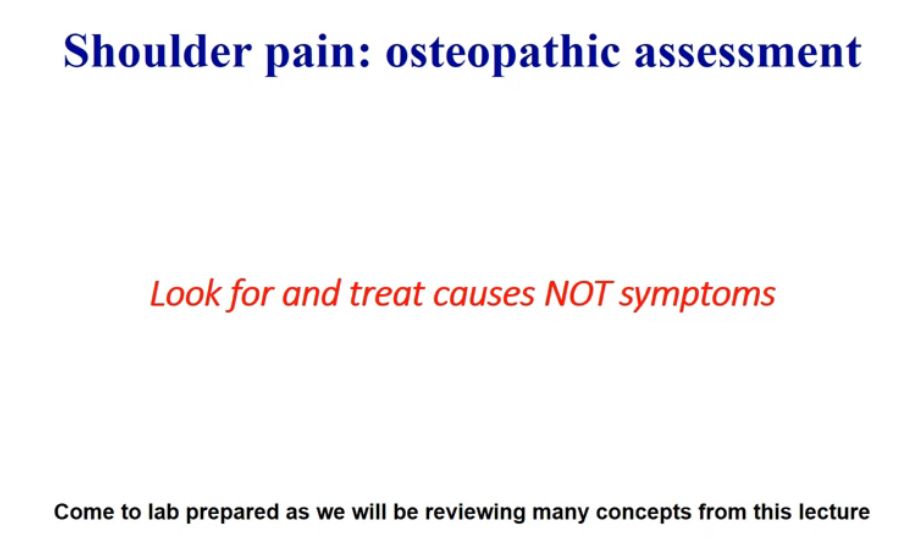 Shoulder pain: osteopathic assessment
Look for and treat causes NOT symptoms
Come to lab prepared as we will be reviewing many concepts from this lecture